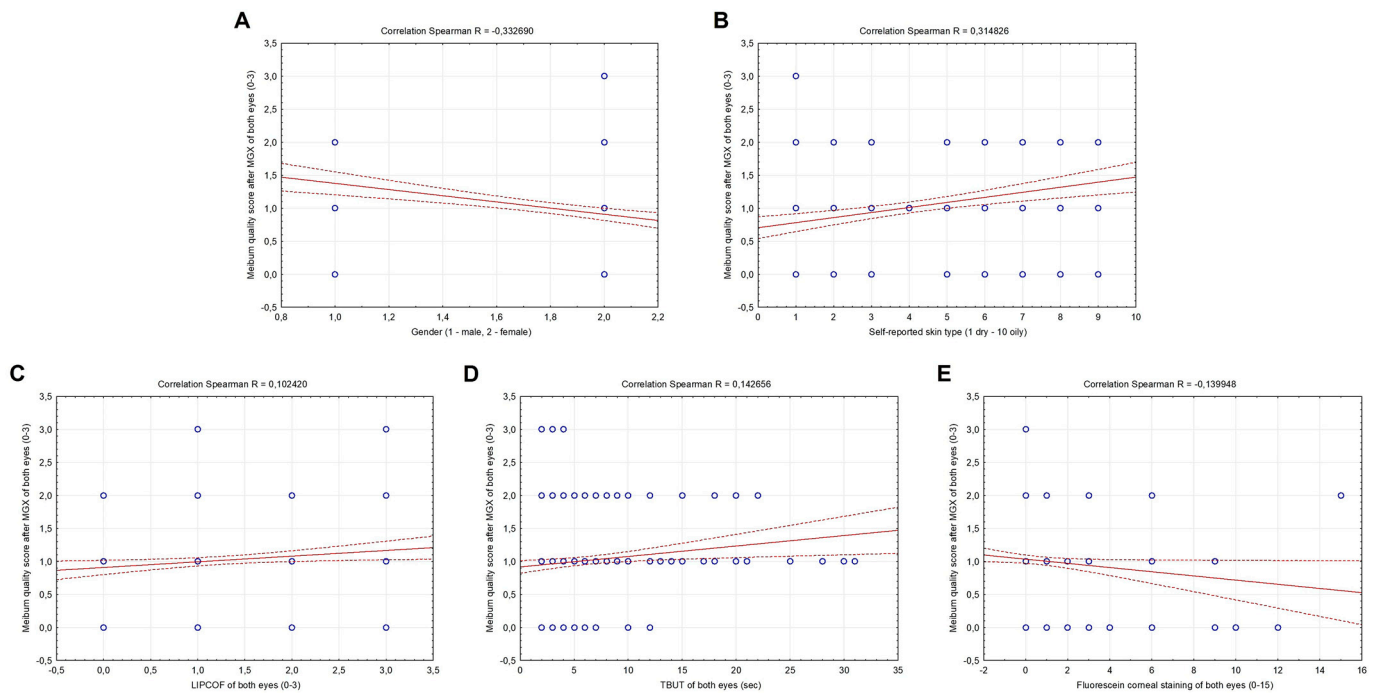 A
Correlation Spearman R = -0,332690
Meibum quality score after MGX of both eyes (0-3)
3,5
3,0
2,5
2,0
1,5
1,0
0,5
0,0
-0,5
0,8 1,0 1,2 1,4 1,6 1,8 2,0 2,2
Gender (1 - male, 2 - female)
B
Correlation Spearman R = 0,314826
Meibum quality score after MGX of both eyes (0-3)
3,5
3,0
2,5
2,0
1,5
1,0
0,5
0,0
-0,5
0 1 2 3 4 5 6 7 8 9 10
Self-reported skin type (1 dry - 10 oily)
C
Correlation Spearman R = 0,102420
Meibum quality score after MGX of both eyes (0-3)
3,5
3,0
2,5
2,0
1,5
1,0
0,5
0,0
-0,5
-0,5 0,0 0,5 1,0 1,5 2,0 2,5 3,0 3,5
LIPCOF of both eyes (0-3)
D
Correlation Spearman R = 0,142656
Meibum quality score after MGX of both eyes (0-3)
3,5
3,0
2,5
2,0
1,5
1,0
0,5
0,0
-0,5
0 5 10 15 20 25 30 35
TBUT of both eyes (sec)
E
Correlation Spearman R = -0,139948
Meibum quality score after MGX of both eyes (0-3)
3,5
3,0
2,5
2,0
1,5
1,0
0,5
0,0
-0,5
-2 0 2 4 6 8 10 12 14 16
Fluorescein corneal staining of both eyes (0-15)